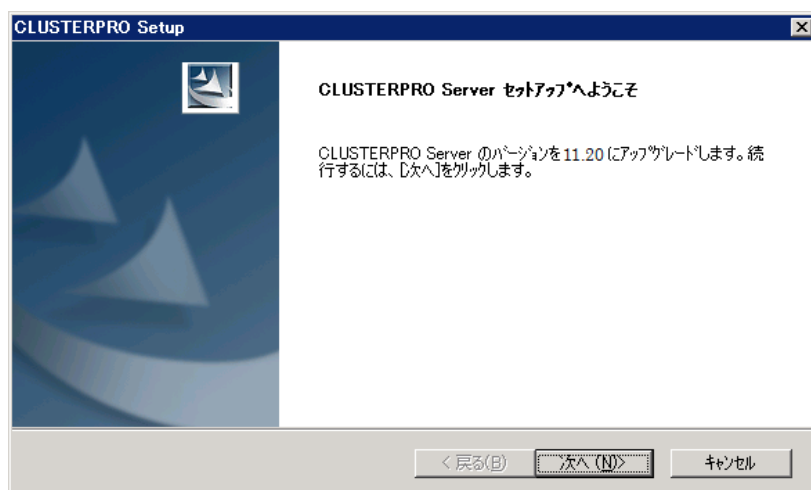 CLUSTERPRO Setup
CLUSTERPRO Server セットアップへようこそ
CLUSTERPRO Server のバージョンを11.20 にアップグレードします。続
行するには、[次へ]をクリックします。
< 戻る(B)
次へ (N)>
キャンセル